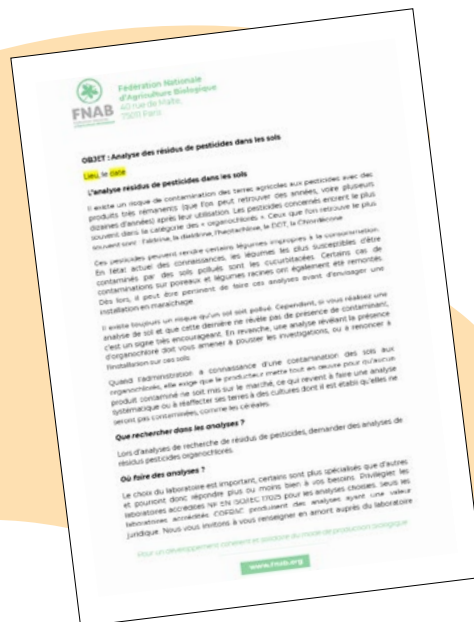 FNAB
Fédération Nationale
d'Agriculture Biologique
40 rue de Malte,
75011 Paris
OBJET : Analyse des résidus de pesticides dans les sols
Lieu, le date
L'analyse résidus de pesticides dans les sols
Il existe un risque de contamination des terres agricoles aux pesticides avec des
produits très rémanents (que l'on peut retrouver des années, voire plusieurs
dizaines d'années) après leur utilisation. Les pesticides concernés entrent le plus
souvent dans la catégorie des « organochlorés ». Ceux que l'on retrouve le plus
souvent sont : l'aldrine, la dieldrine, l'heptachlore, le DDT, la Chlordécone
Ces pesticides peuvent rendre certains légumes impropres à la consommation.
En l'état actuel des connaissances, les légumes les plus susceptibles d'être
contaminés par des sols pollués sont les cucurbitacées. Certains cas de
contaminations sur poireaux et légumes racines ont également été remontés.
Dès lors, il peut être pertinent de faire ces analyses avant d'envisager une
installation en maraîchage.
Il existe toujours un risque qu'un sol soit pollué. Cependant, si vous réalisez une
analyse de sol et que cette dernière ne révèle pas de présence de contaminant,
c'est un signe très encourageant. En revanche, une analyse révélant la présence
d'organochloré doit vous amener à pousser les investigations, ou à renoncer à
l'installation sur ces sols.
Quand l'administration a connaissance d'une contamination des sols aux
organochlorés, elle exige que le producteur mette tout en œuvre pour qu'aucun
produit contaminé ne soit mis sur le marché, ce qui revient à faire une analyse
systématique ou à réaffecter ses terres à des cultures dont il est établi qu'elles ne
seront pas contaminées, comme les céréales.
Que rechercher dans les analyses ?
Lors d'analyses de recherche de résidus de pesticides, demander des analyses de
résidus pesticides organochlorés.
Où faire des analyses ?
Le choix du laboratoire est important, certains sont plus spécialisés que d'autres
et pourront donc répondre plus ou moins bien à vos besoins. Privilégier les
laboratoires accrédités NF EN ISO/IEC 17025 pour les analyses choisies. Seuls les
laboratoires accrédités COFRAC produisent des analyses ayant une valeur
juridique. Nous vous invitons à vous renseigner en amont auprès du laboratoire
Pour un développement cohérent et solidaire du mode de production biologique
www.fnab.org